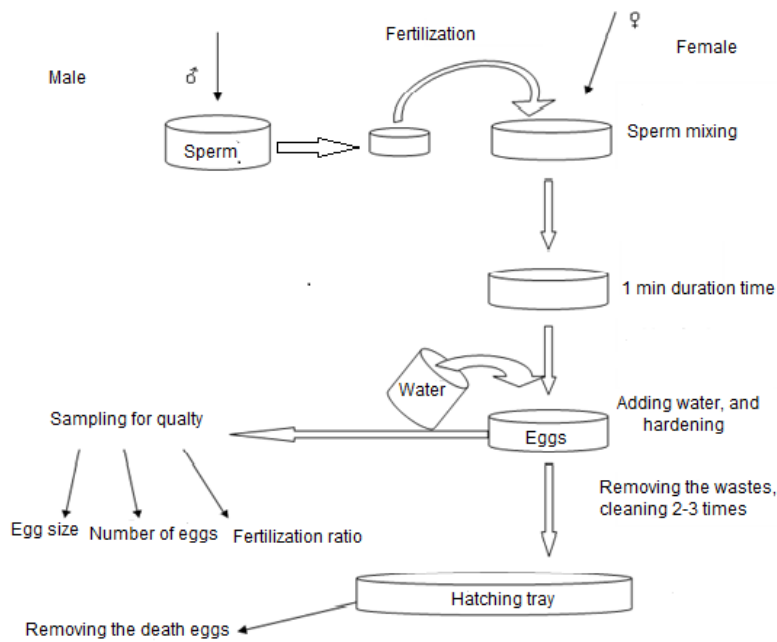 Fertilization
♀
Male
♂
Female
Sperm
Sperm mixing
1 min duration time
Water
Adding water, and
hardening
Sampling for qualty
Eggs
Removing the wastes,
cleaning 2-3 times
Egg size
Number of eggs
Fertilization ratio
Hatching tray
Removing the death eggs